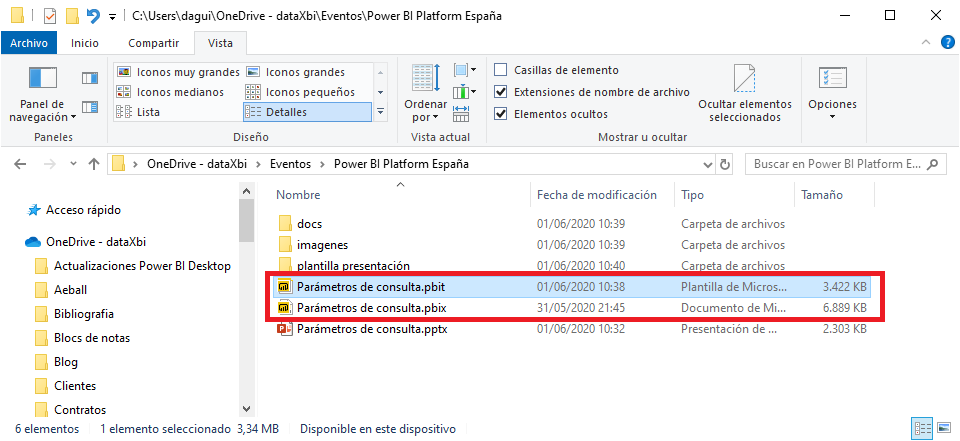 C:\Users\dagui\OneDrive - dataXbi\Eventos\Power BI Platform España
Archivo Inicio Compartir Vista
Panel de navegación
Iconos muy grandes Iconos grandes
Iconos medianos Iconos pequeños
Lista Detalles
Ordenar por
Casillas de elemento
Extensiones de nombre de archivo
Elementos ocultos
Ocultar elementos seleccionados
Opciones
Paneles Diseño Vista actual Mostrar u ocultar
OneDrive - dataXbi Eventos Power BI Platform España
Buscar en Power BI Platform E...
Nombre Fecha de modificación Tipo Tamaño
Acceso rápido
OneDrive - dataXbi
Actualizaciones Power BI Desktop
Aeball
Bibliografia
Blocs de notas
Blog
Clientes
Contratos
docs 01/06/2020 10:39 Carpeta de archivos
imagenes 01/06/2020 10:39 Carpeta de archivos
plantilla presentación 01/06/2020 10:40 Carpeta de archivos
Parámetros de consulta.pbit 01/06/2020 10:38 Plantilla de Micros... 3.422 KB
Parámetros de consulta.pbix 31/05/2020 21:45 Documento de Mi... 6.889 KB
Parámetros de consulta.pptx 01/06/2020 10:32 Presentación de ... 2.303 KB
6 elementos 1 elemento seleccionado 3,34 MB Disponible en este dispositivo